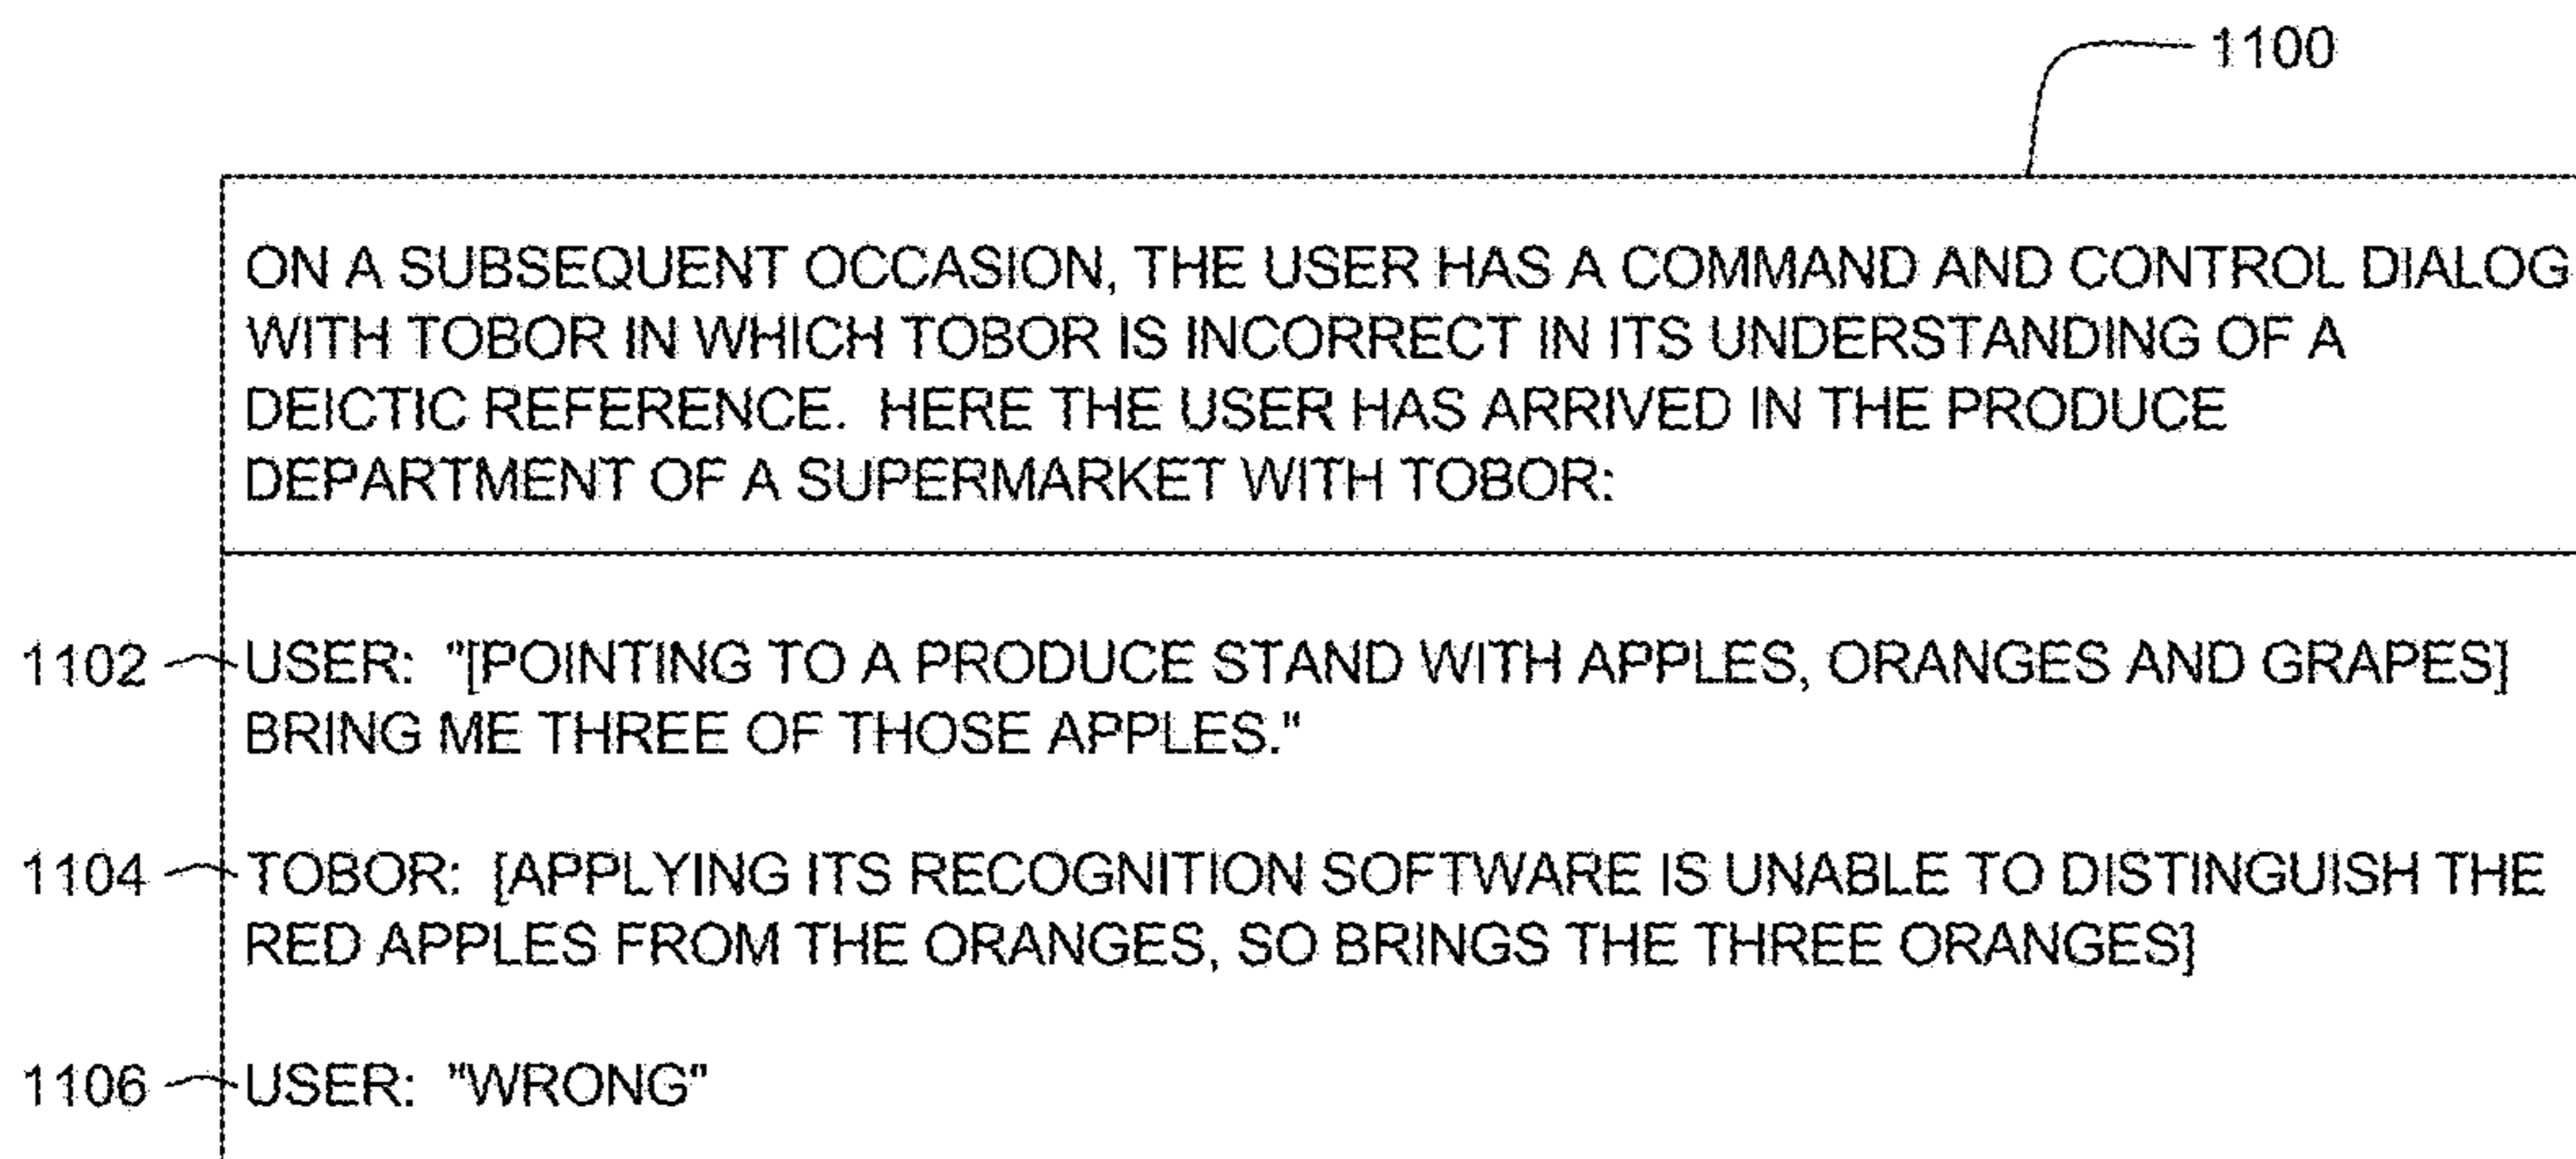 1100
ON A SUBSEQUENT OCCASION, THE USER HAS A COMMAND AND CONTROL DIALOG
WITH TOBOR IN WHICH TOBOR IS INCORRECT IN ITS UNDERSTANDING OF A
DEICTIC REFERENCE.  HERE THE USER HAS ARRIVED IN THE PRODUCE
DEPARTMENT OF A SUPERMARKET WITH TOBOR:
1102 USER:  "[POINTING TO A PRODUCE STAND WITH APPLES, ORANGES AND GRAPES]
BRING ME THREE OF THOSE APPLES."
1104 TOBOR:  [APPLYING ITS RECOGNITION SOFTWARE IS UNABLE TO DISTINGUISH THE
RED APPLES FROM THE ORANGES, SO BRINGS THE THREE ORANGES]
1106 USER:  "WRONG"